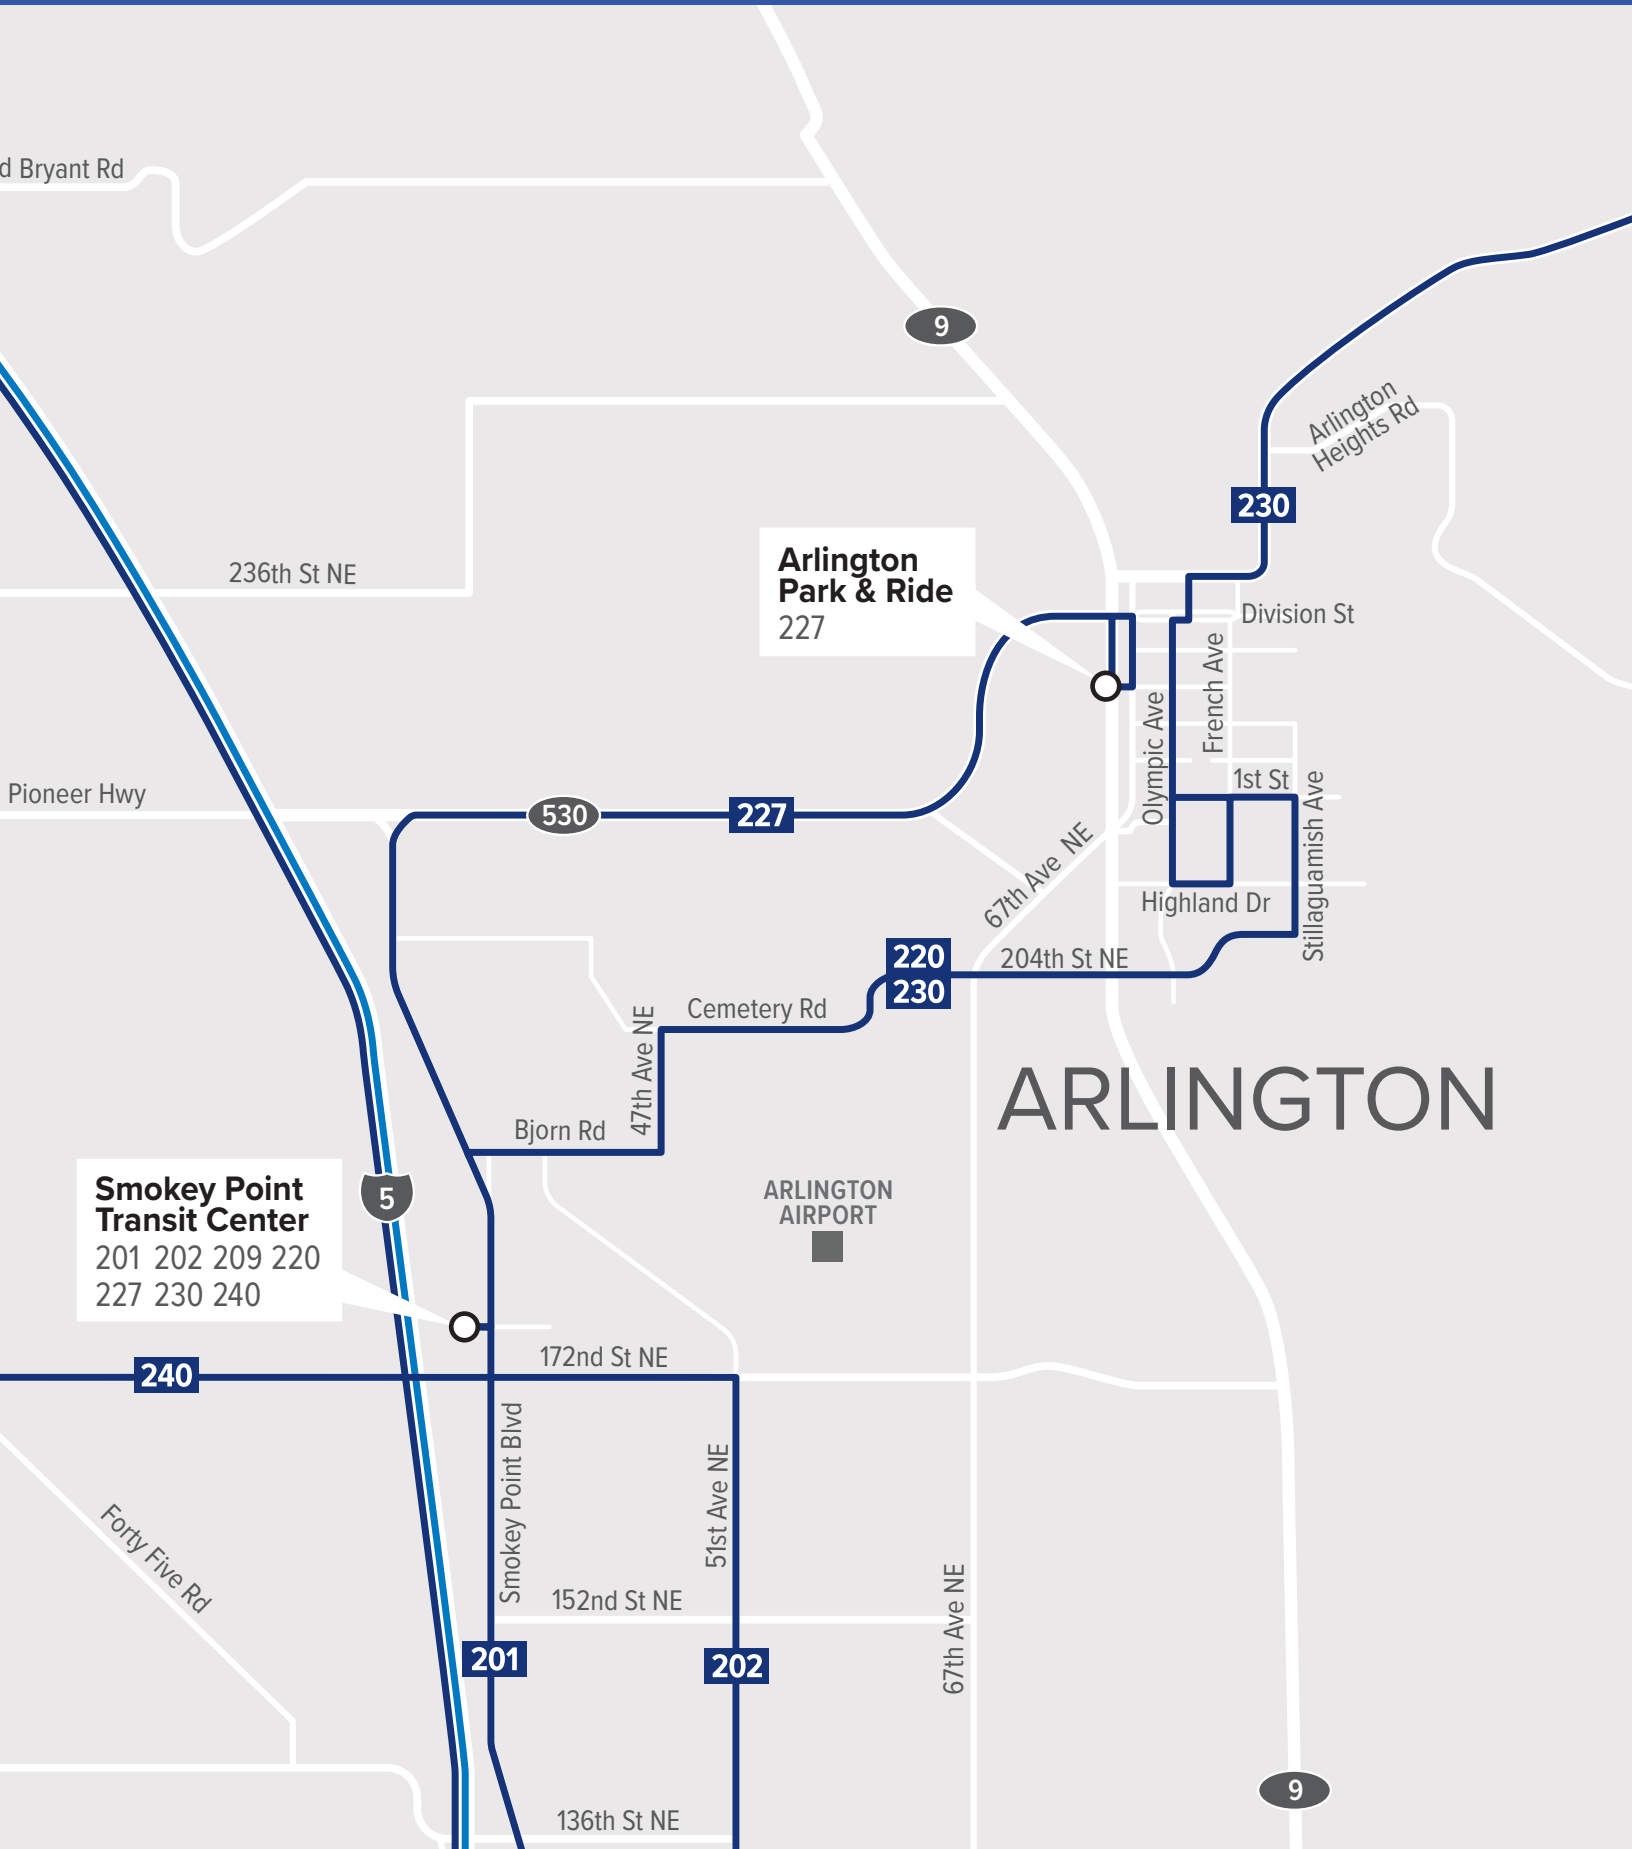 d Bryant Rd
9
Arlington
Heights Rd
230
236th St NE
Arlington
Park & Ride
227
Division St
French Ave
Olympic Ave
Pioneer Hwy
530
227
1st St
Stillaguamish Ave
67th Ave NE
Highland Dr
220
230
204th St NE
Cemetery Rd
47th Ave NE
ARLINGTON
Bjorn Rd
ARLINGTON
AIRPORT
Smokey Point
Transit Center
201 202 209 220
227 230 240
5
172nd St NE
240
Smokey Point Blvd
51st Ave NE
Forty Five Rd
152nd St NE
67th Ave NE
201
202
9
136th St NE